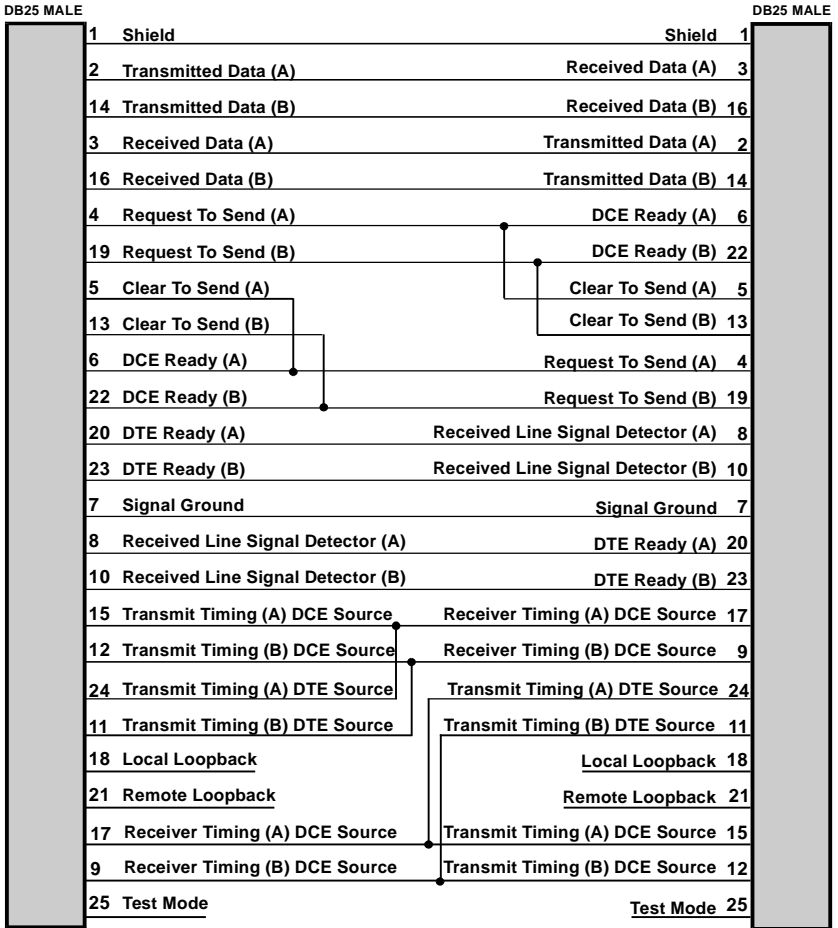 DB25 MALE DB25 MALE
1 Shield Shield 1
2 Transmitted Data (A) Received Data (A) 3
14 Transmitted Data (B) Received Data (B) 16
3 Received Data (A) Transmitted Data (A) 2
16 Received Data (B) Transmitted Data (B) 14
4 Request To Send (A) DCE Ready (A) 6
19 Request To Send (B) DCE Ready (B) 22
5 Clear To Send (A) Clear To Send (A) 5
13 Clear To Send (B) Clear To Send (B) 13
6 DCE Ready (A) Request To Send (A) 4
22 DCE Ready (B) Request To Send (B) 19
20 DTE Ready (A) Received Line Signal Detector (A) 8
23 DTE Ready (B) Received Line Signal Detector (B) 10
7 Signal Ground Signal Ground 7
8 Received Line Signal Detector (A) DTE Ready (A) 20
10 Received Line Signal Detector (B) DTE Ready (B) 23
15 Transmit Timing (A) DCE Source Receiver Timing (A) DCE Source 17
12 Transmit Timing (B) DCE Source Receiver Timing (B) DCE Source 9
24 Transmit Timing (A) DTE Source Transmit Timing (A) DTE Source 24
11 Transmit Timing (B) DTE Source Transmit Timing (B) DTE Source 11
18 Local Loopback Local Loopback 18
21 Remote Loopback Remote Loopback 21
17 Receiver Timing (A) DCE Source Transmit Timing (A) DCE Source 15
9 Receiver Timing (B) DCE Source Transmit Timing (B) DCE Source 12
25 Test Mode Test Mode 25